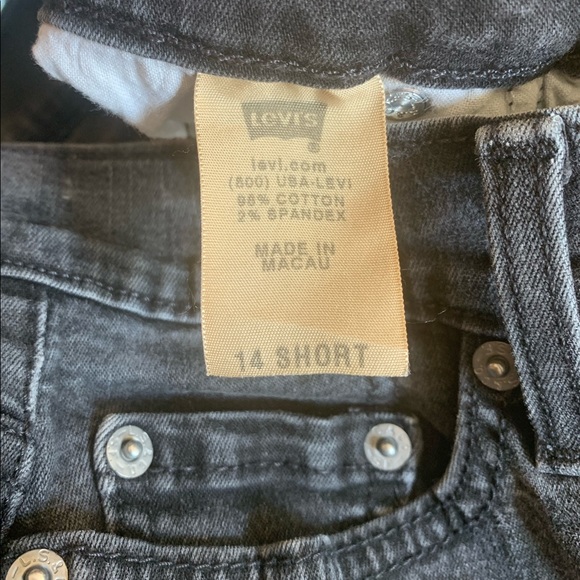 Levi's
®
levi.com
(800) USA-LEVI
98% COTTON
2% SPANDEX
MADE IN
MACAU
14 SHORT